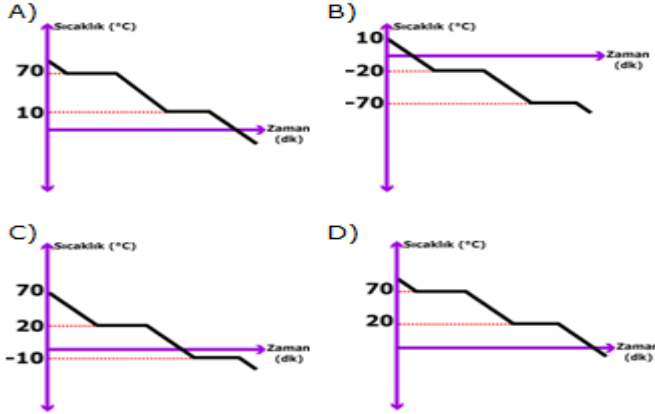 A)
Sıcaklık (°C)
70
10
Zaman
(dk)
B)
Sıcaklık (°C)
10
-20
-70
Zaman
(dk)
C)
Sıcaklık (°C)
70
20
-10
Zaman
(dk)
D)
Sıcaklık (°C)
70
20
Zaman
(dk)